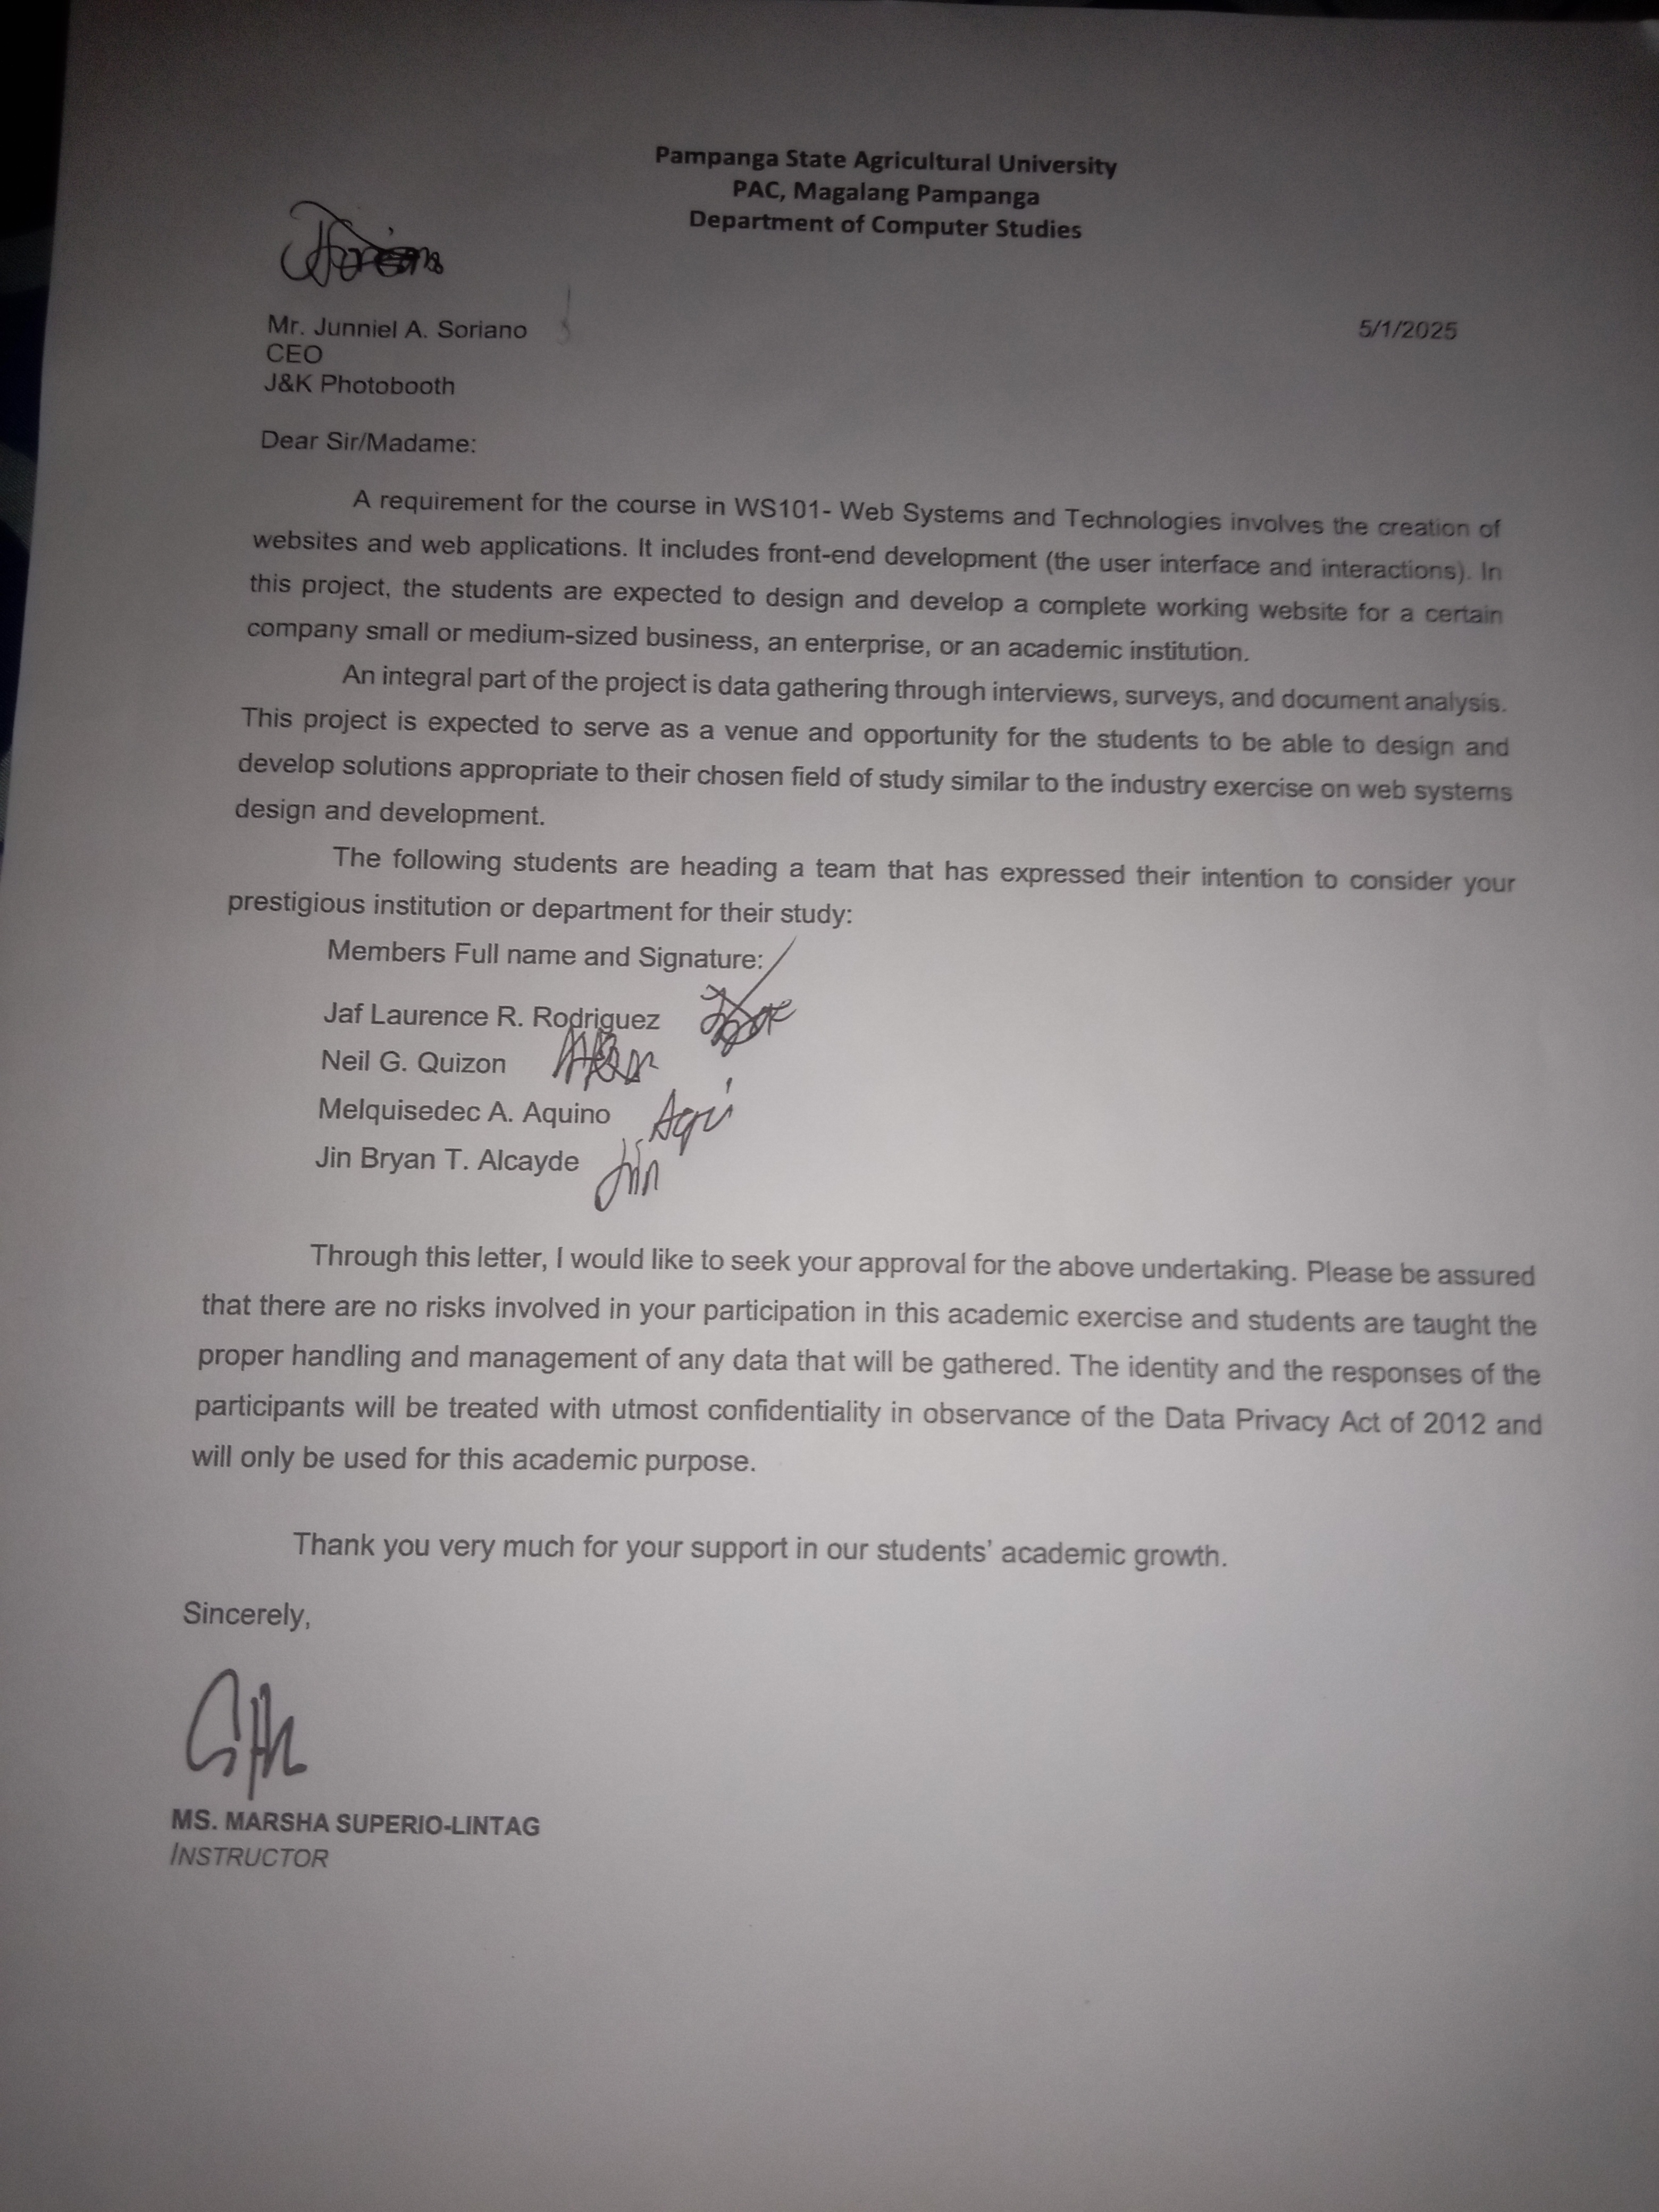 Pampanga State Agricultural University
PAC, Magalang Pampanga
Department of Computer Studies
Mr. Junniel A. Soriano
5/1/2025
CEO
J&K Photobooth
Dear Sir/Madame:
A requirement for the course in WS101- Web Systems and Technologies involves the creation of
websites and web applications. It includes front-end development (the user interface and interactions). In
this project, the students are expected to design and develop a complete working website for a certain
company small or medium-sized business, an enterprise, or an academic institution.
An integral part of the project is data gathering through interviews, surveys, and document analysis.
This project is expected to serve as a venue and opportunity for the students to be able to design and
develop solutions appropriate to their chosen field of study similar to the industry exercise on web systems
design and development.
The following students are heading a team that has expressed their intention to consider your
prestigious institution or department for their study:
Members Full name and Signature:
Jaf Laurence R. Rodriguez
Neil G. Quizon
Melquisedec A. Aquino Aqui
Jin Bryan T. Alcayde Jin
Through this letter, I would like to seek your approval for the above undertaking. Please be assured
that there are no risks involved in your participation in this academic exercise and students are taught the
proper handling and management of any data that will be gathered. The identity and the responses of the
participants will be treated with utmost confidentiality in observance of the Data Privacy Act of 2012 and
will only be used for this academic purpose.
Thank you very much for your support in our students’ academic growth.
Sincerely,
MS. MARSHA SUPERIO-LINTAG
INSTRUCTOR